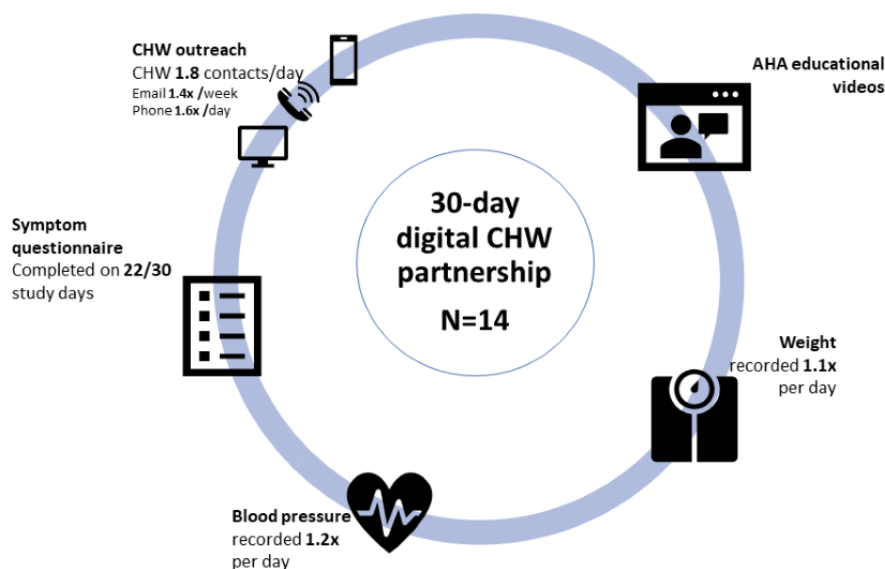 CHW outreach
CHW 1.8 contacts/day
Email 1.4x /week
Phone 1.6x /day
AHA educational
videos
30-day
digital CHW
partnership
N=14
Symptom
questionnaire
Completed on 22/30
study days
Weight
recorded 1.1x
per day
Blood pressure
recorded 1.2x
per day